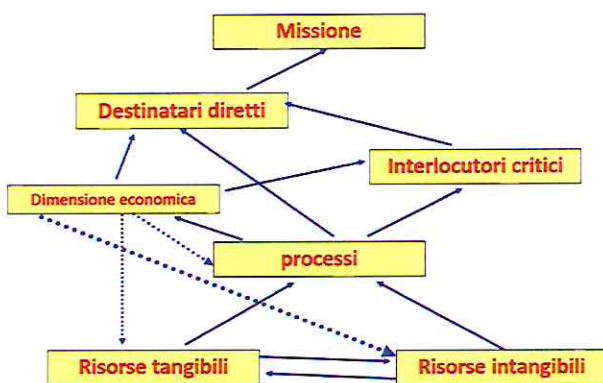 Missione
Destinatari diretti
Interlocutori critici
Dimensione economica
processi
Risorse tangibili
Risorse intangibili